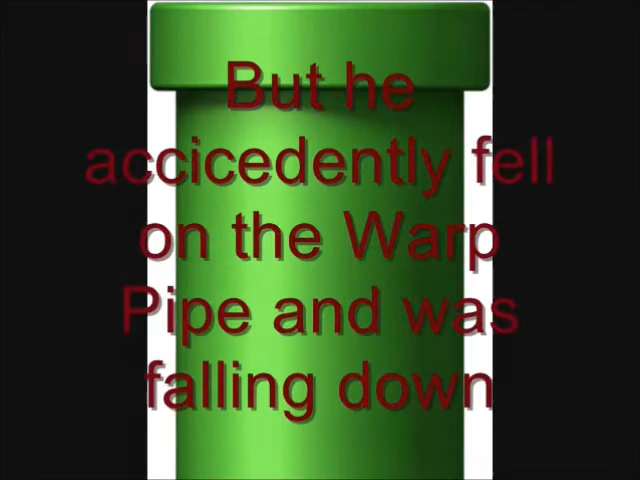 But he
accicedently fell
on the Warp
Pipe and was
falling down